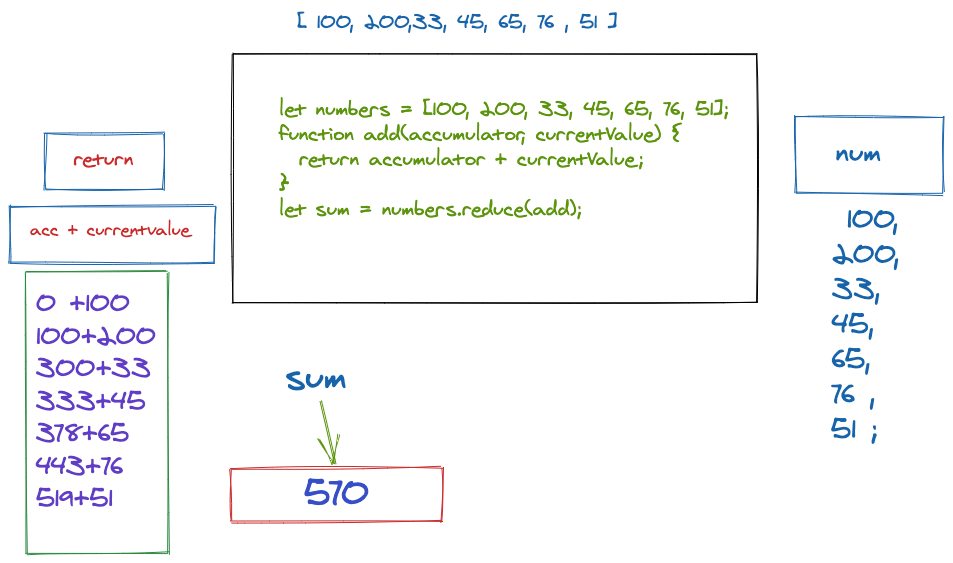 [ 100, 200,33, 45, 65, 76 , 51 ]
let numbers = [100, 200, 33, 45, 65, 76, 51];
function add(accumulator, currentValue) {
return accumulator + currentValue;
}
let sum = numbers.reduce(add);
return
acc + currentvalue
0 +100
100+200
300+33
333+45
378+65
443+76
519+51
sum
570
num
100,
200,
33,
45,
65,
76 ,
51 ;